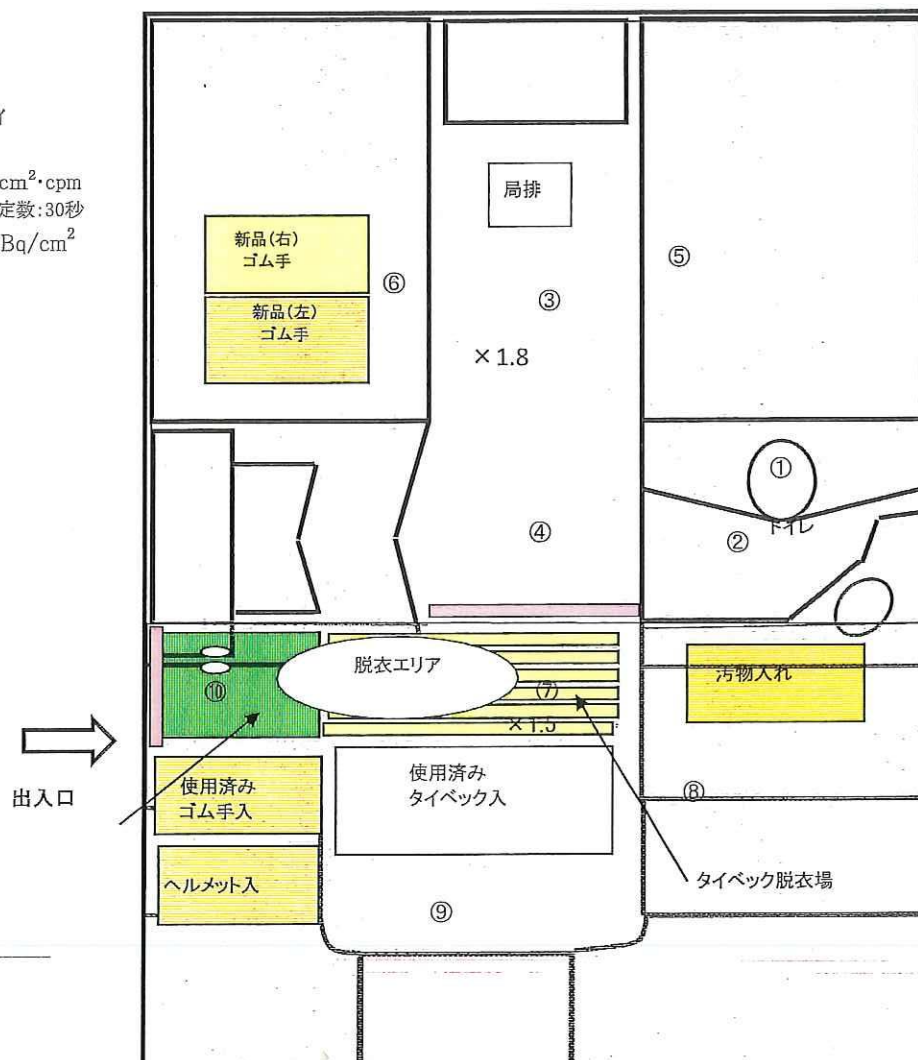 cm²・cpm
定数:30秒
Bq/cm²
局排
新品(右)
ゴム手
新品(左)
ゴム手
⑥
③
⑤
×1.8
①
④
②
トイレ
脱衣エリア
⑦
⑩
汚物入れ
×1.5
使用済み
タイベック入
使用済み
ゴム手入
出入口
⑧
ヘルメット入
タイベック脱衣場
⑨